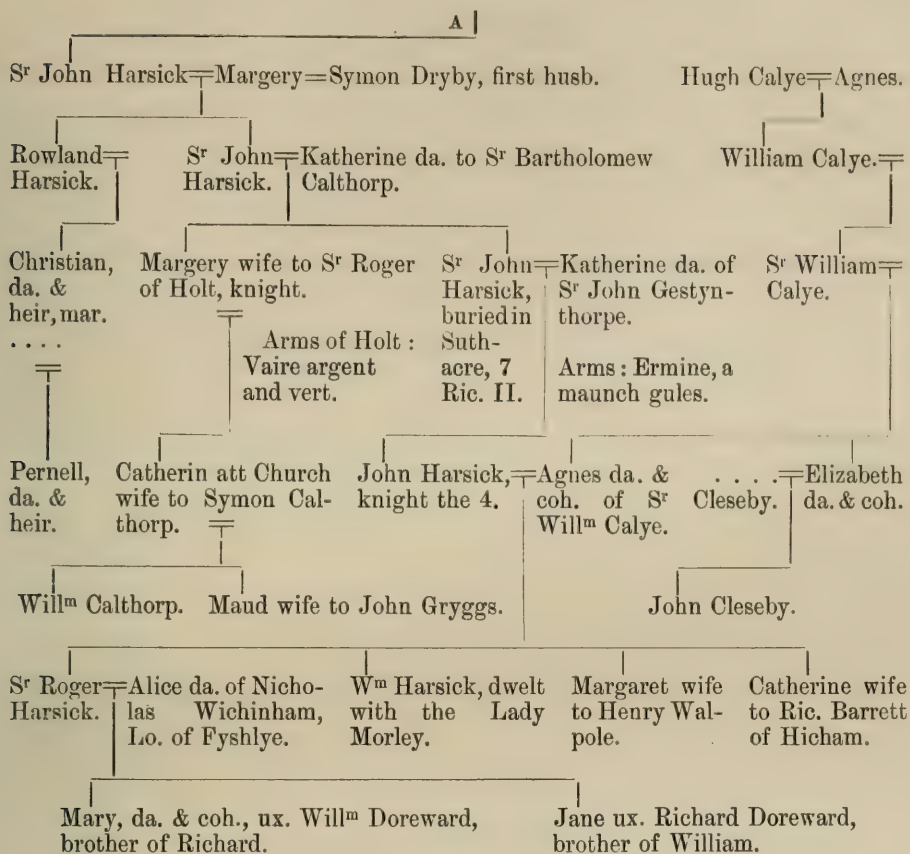 A
Sʳ John Harsick=Margery=Symon Dryby, first husb. Hugh Calye=Agnes.
Rowland= Sʳ John=Katherine da. to Sʳ Bartholomew William Calye.=
Harsick. Harsick. Calthorp.
Christian, Margery wife to Sʳ Roger Sʳ John=Katherine da. of Sʳ William=
da. & of Holt, knight. Harsick, Sʳ John Gestyn- Calye.
heir, mar. buried in thorpe.
. . . . Arms of Holt : Suth-
= Vaire argent acre, 7 Arms : Ermine, a
and vert. Ric. II. maunch gules.
Pernell, Catherin att Church John Harsick,=Agnes da. & . . . .=Elizabeth
da. & wife to Symon Cal- knight the 4. coh. of Sʳ Cleseby. da. & coh.
heir. thorp. = Willᵐ Calye.
Willᵐ Calthorp. Maud wife to John Gryggs. John Cleseby.
Sʳ Roger=Alice da. of Nicho- Wᵐ Harsick, dwelt Margaret wife Catherine wife
Harsick. las Wichinham, with the Lady to Henry Wal- to Ric. Barrett
Lo. of Fyshlye. Morley. pole. of Hicham.
Mary, da. & coh., ux. Willᵐ Doreward, Jane ux. Richard Doreward,
brother of Richard. brother of William.